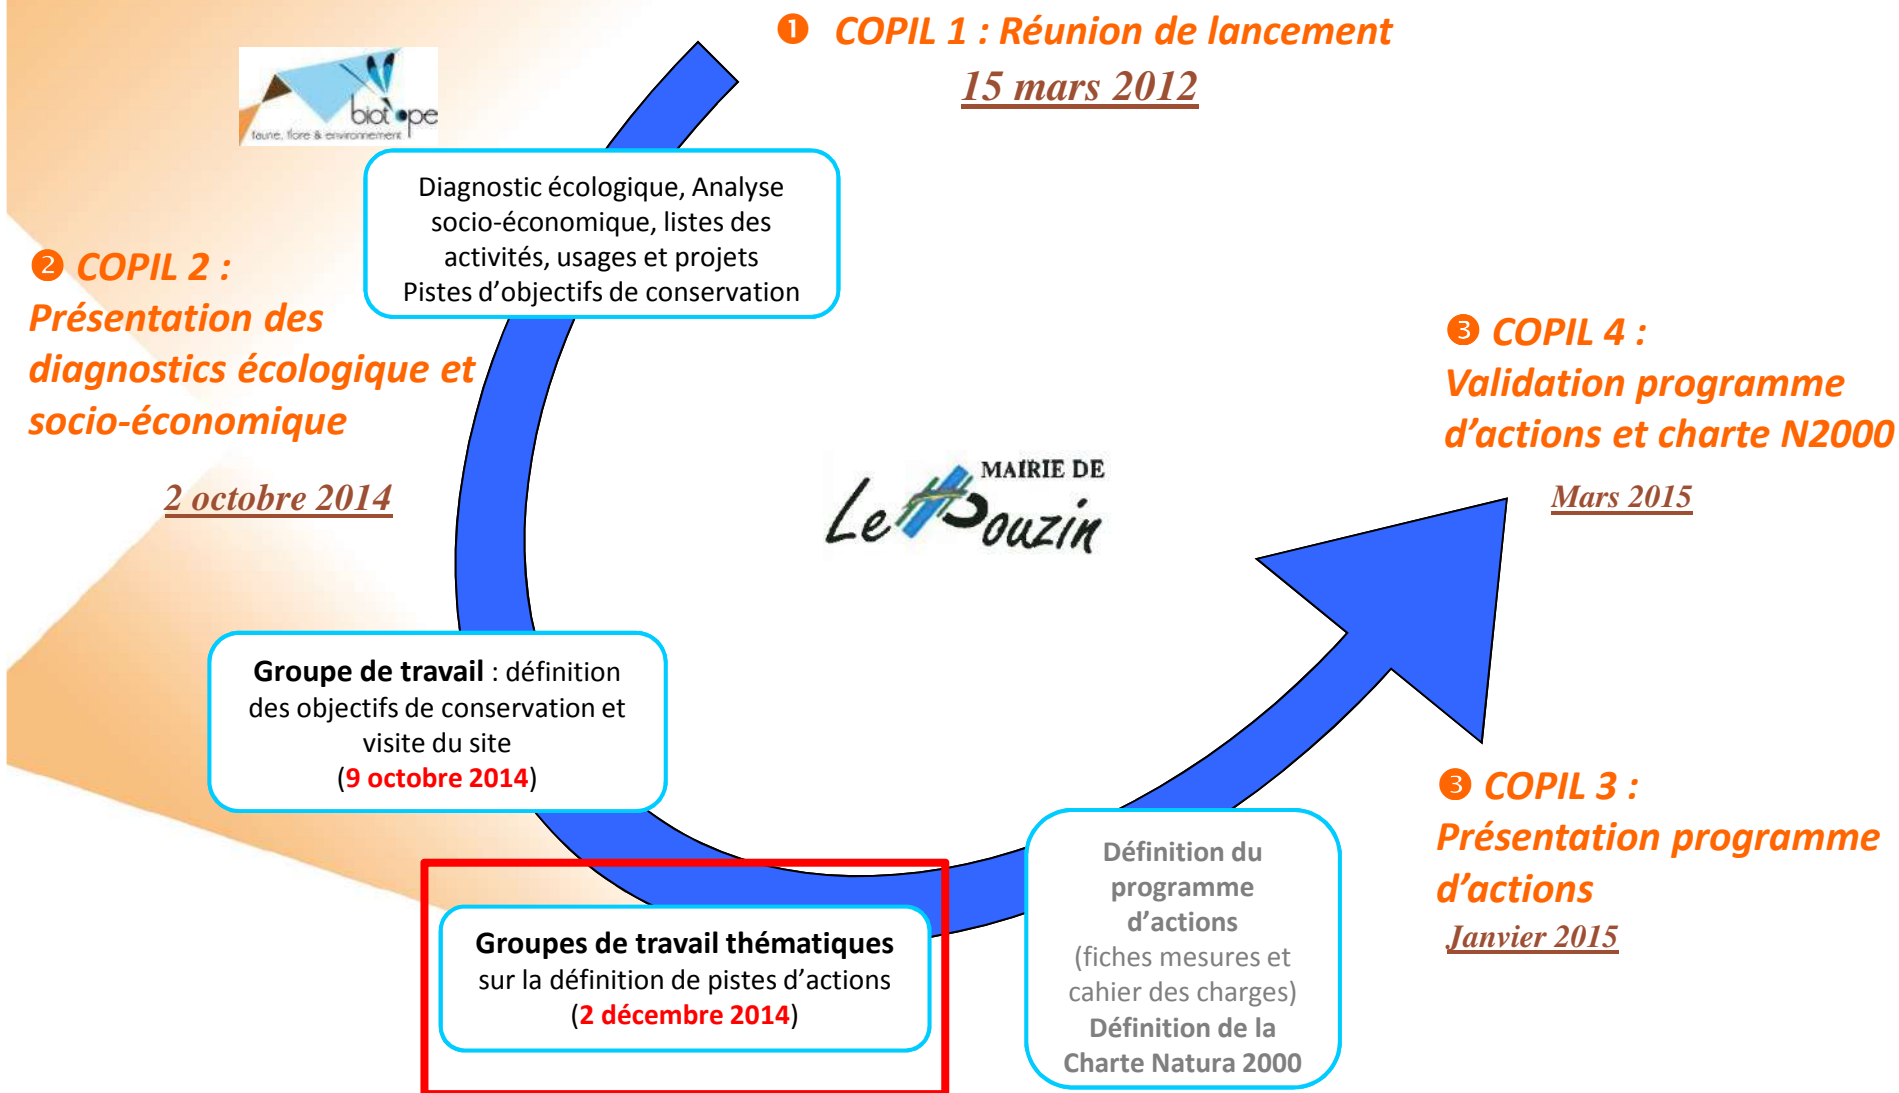 ❶ COPIL 1 : Réunion de lancement
15 mars 2012
biotope
faune, flore & environnement
Diagnostic écologique, Analyse
socio-économique, listes des
activités, usages et projets
Pistes d’objectifs de conservation
❷ COPIL 2 :
Présentation des
diagnostics écologique et
socio-économique
2 octobre 2014
MAIRIE DE
Le Pouzin
Groupe de travail : définition
des objectifs de conservation et
visite du site
(9 octobre 2014)
Groupes de travail thématiques
sur la définition de pistes d’actions
(2 décembre 2014)
Définition du
programme
d’actions
(fiches mesures et
cahier des charges)
Définition de la
Charte Natura 2000
❸ COPIL 3 :
Présentation programme
d’actions
Janvier 2015
❸ COPIL 4 :
Validation programme
d’actions et charte N2000
Mars 2015